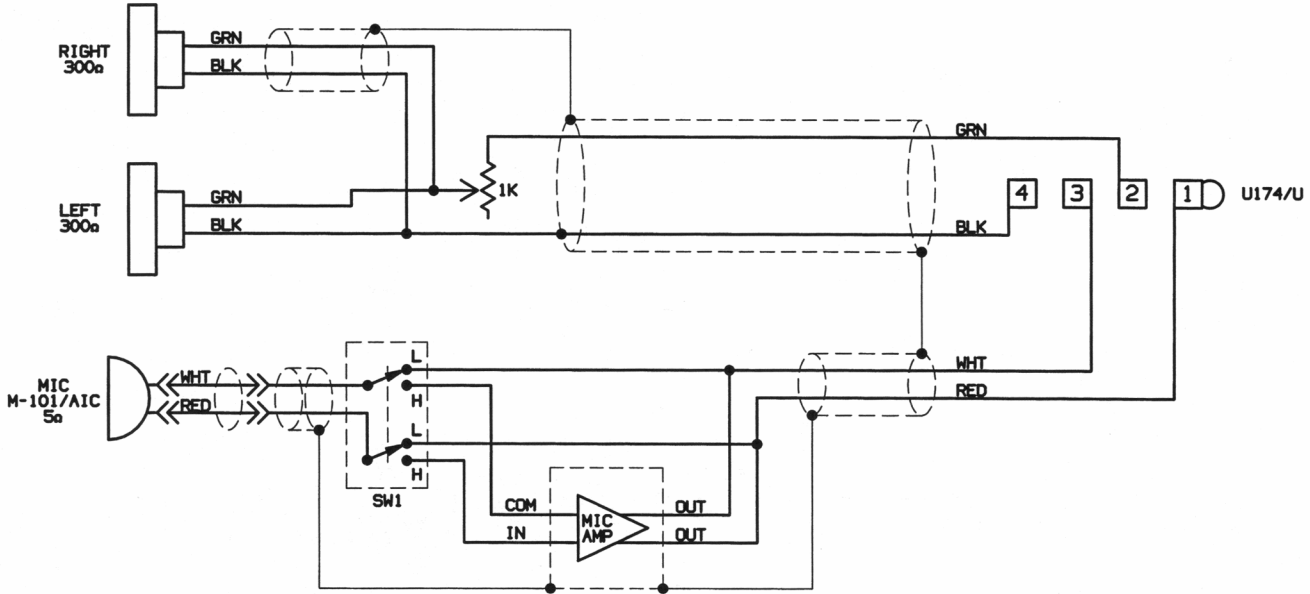 RIGHT
300Ω
GRN
BLK
LEFT
300Ω
GRN
BLK
1K
GRN
BLK
4
3
2
1
U174/U
MIC
M-101/AIC
5Ω
WHT
RED
L
H
L
H
SW1
COM
IN
MIC
AMP
OUT
OUT
WHT
RED